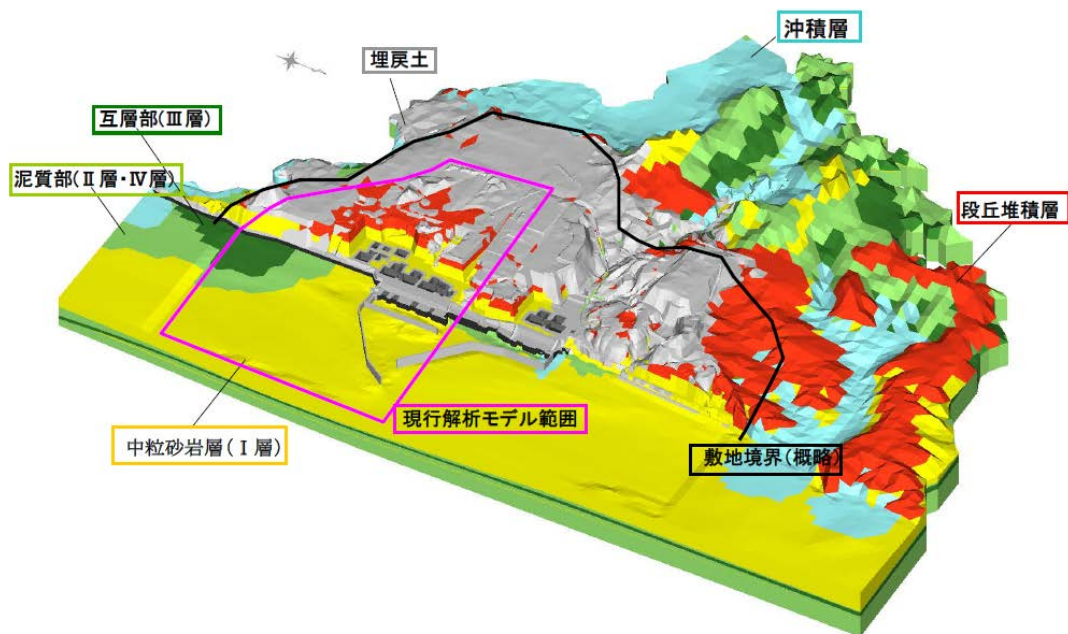 沖積層
埋戻土
互層部(Ⅲ層)
泥質部(Ⅱ層・Ⅳ層)
段丘堆積層
現行解析モデル範囲
中粒砂岩層(Ⅰ層)
敷地境界(概略)